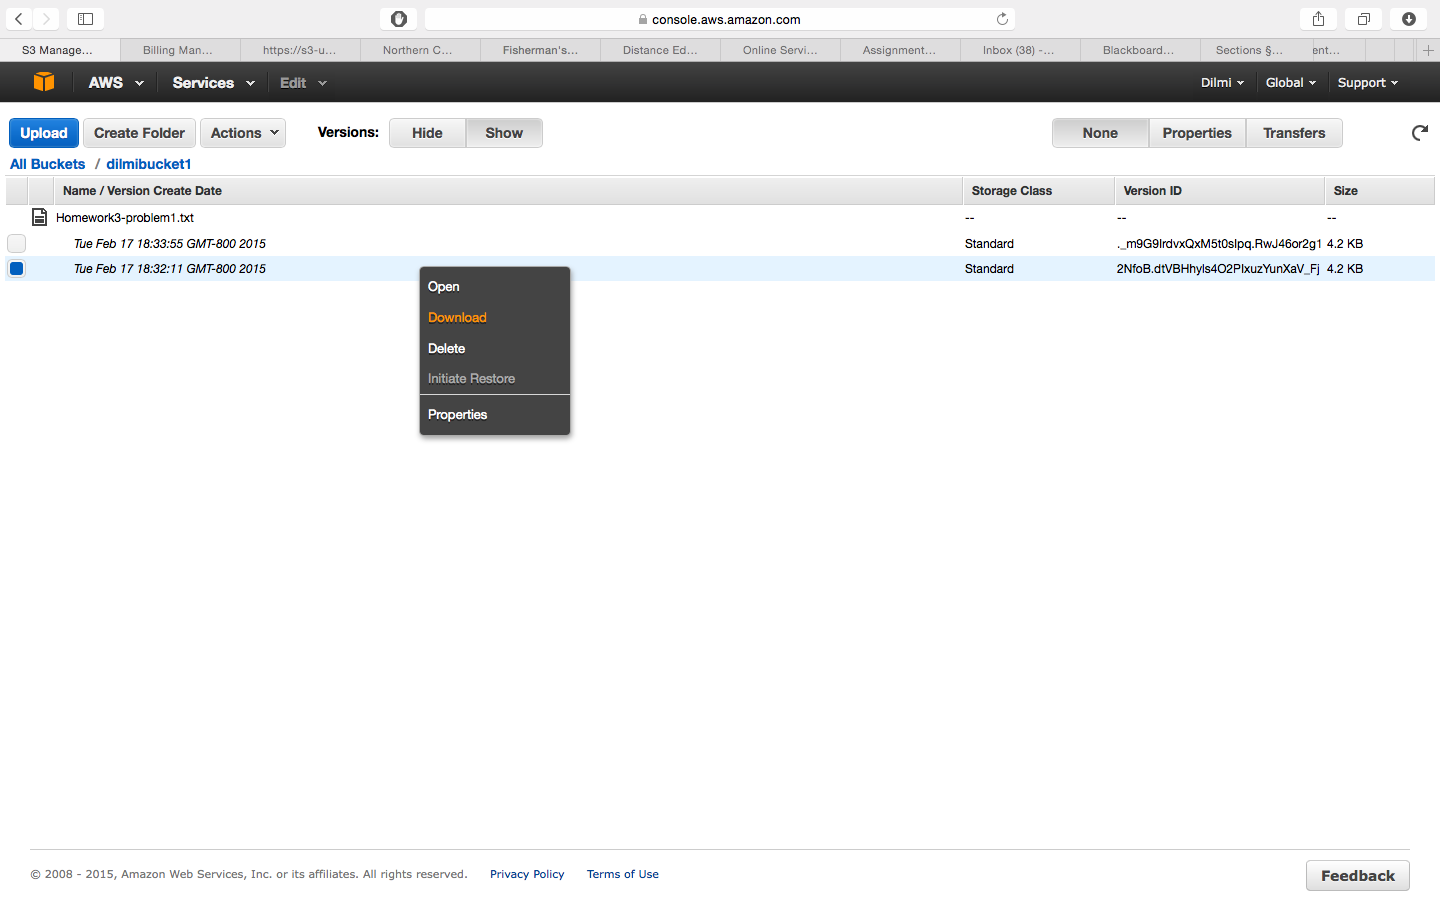 console.aws.amazon.com
S3 Manage... Billing Man... https://s3-u... Northern C... Fisherman's... Distance Ed... Online Servi... Assignment... Inbox (38) -... Blackboard... Sections §... ent...
AWS Services Edit Dilmi Global Support
Upload Create Folder Actions Versions: Hide Show None Properties Transfers
All Buckets / dilmibucket1
Name / Version Create Date Storage Class Version ID Size
Homework3-problem1.txt -- -- --
Tue Feb 17 18:33:55 GMT-800 2015 Standard ._m9G9IrdvxQxM5t0sIpq.RwJ46or2g1 4.2 KB
Tue Feb 17 18:32:11 GMT-800 2015 Standard 2NfoB.dtVBHhyls4O2PIxuzYunXaV_Fj 4.2 KB
Open
Download
Delete
Initiate Restore
Properties
© 2008 - 2015, Amazon Web Services, Inc. or its affiliates. All rights reserved. Privacy Policy Terms of Use Feedback